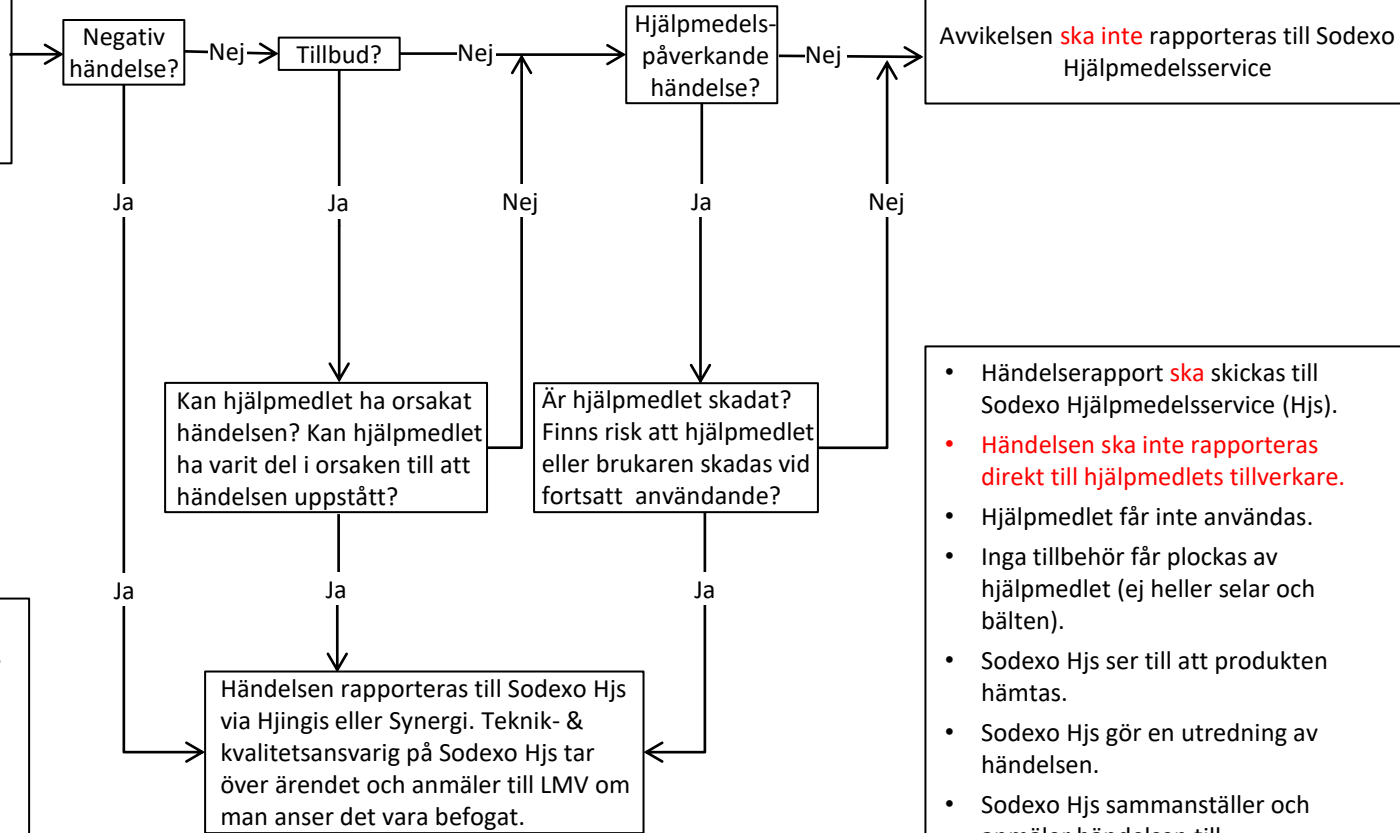 Negativ
händelse?
Nej
Tillbud?
Nej
Hjälpmedels-
påverkande
händelse?
Nej
Avvikelsen ska inte rapporteras till Sodexo
Hjälpmedelsservice
Ja
Ja
Nej
Ja
Nej
Kan hjälpmedlet ha orsakat
händelsen? Kan hjälpmedlet
ha varit del i orsaken till att
händelsen uppstått?
Är hjälpmedlet skadat?
Finns risk att hjälpmedlet
eller brukaren skadas vid
fortsatt användande?
Ja
Ja
Ja
Händelsen rapporteras till Sodexo Hjs
via Hjingis eller Synergi. Teknik- &
kvalitetsansvarig på Sodexo Hjs tar
över ärendet och anmäler till LMV om
man anser det vara befogat.
• Händelserapport ska skickas till
Sodexo Hjälpmedelsservice (Hjs).
• Händelsen ska inte rapporteras
direkt till hjälpmedlets tillverkare.
• Hjälpmedlet får inte användas.
• Inga tillbehör får plockas av
hjälpmedlet (ej heller selar och
bälten).
• Sodexo Hjs ser till att produkten
hämtas.
• Sodexo Hjs gör en utredning av
händelsen.
• Sodexo Hjs sammanställer och
anmäler händelsen till